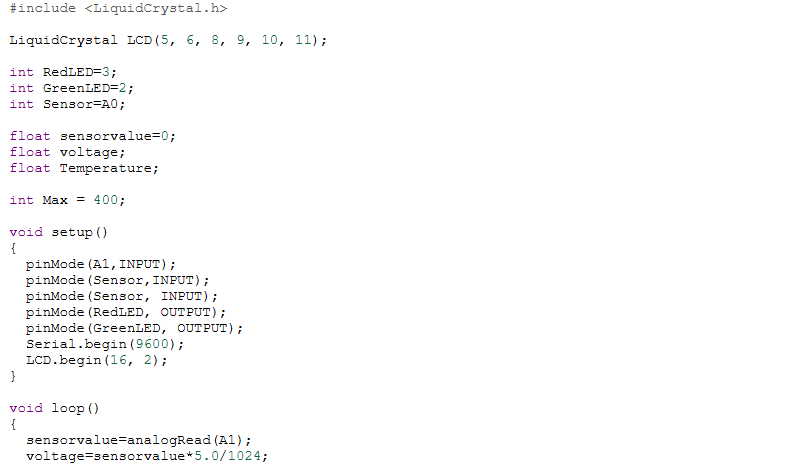 #include <LiquidCrystal.h>
LiquidCrystal LCD(5, 6, 8, 9, 10, 11);
int RedLED=3;
int GreenLED=2;
int Sensor=A0;
float sensorvalue=0;
float voltage;
float Temperature;
int Max = 400;
void setup()
{
  pinMode(A1,INPUT);
  pinMode(Sensor,INPUT);
  pinMode(Sensor, INPUT);
  pinMode(RedLED, OUTPUT);
  pinMode(GreenLED, OUTPUT);
  Serial.begin(9600);
  LCD.begin(16, 2);
}
void loop()
{
  sensorvalue=analogRead(A1);
  voltage=sensorvalue*5.0/1024;